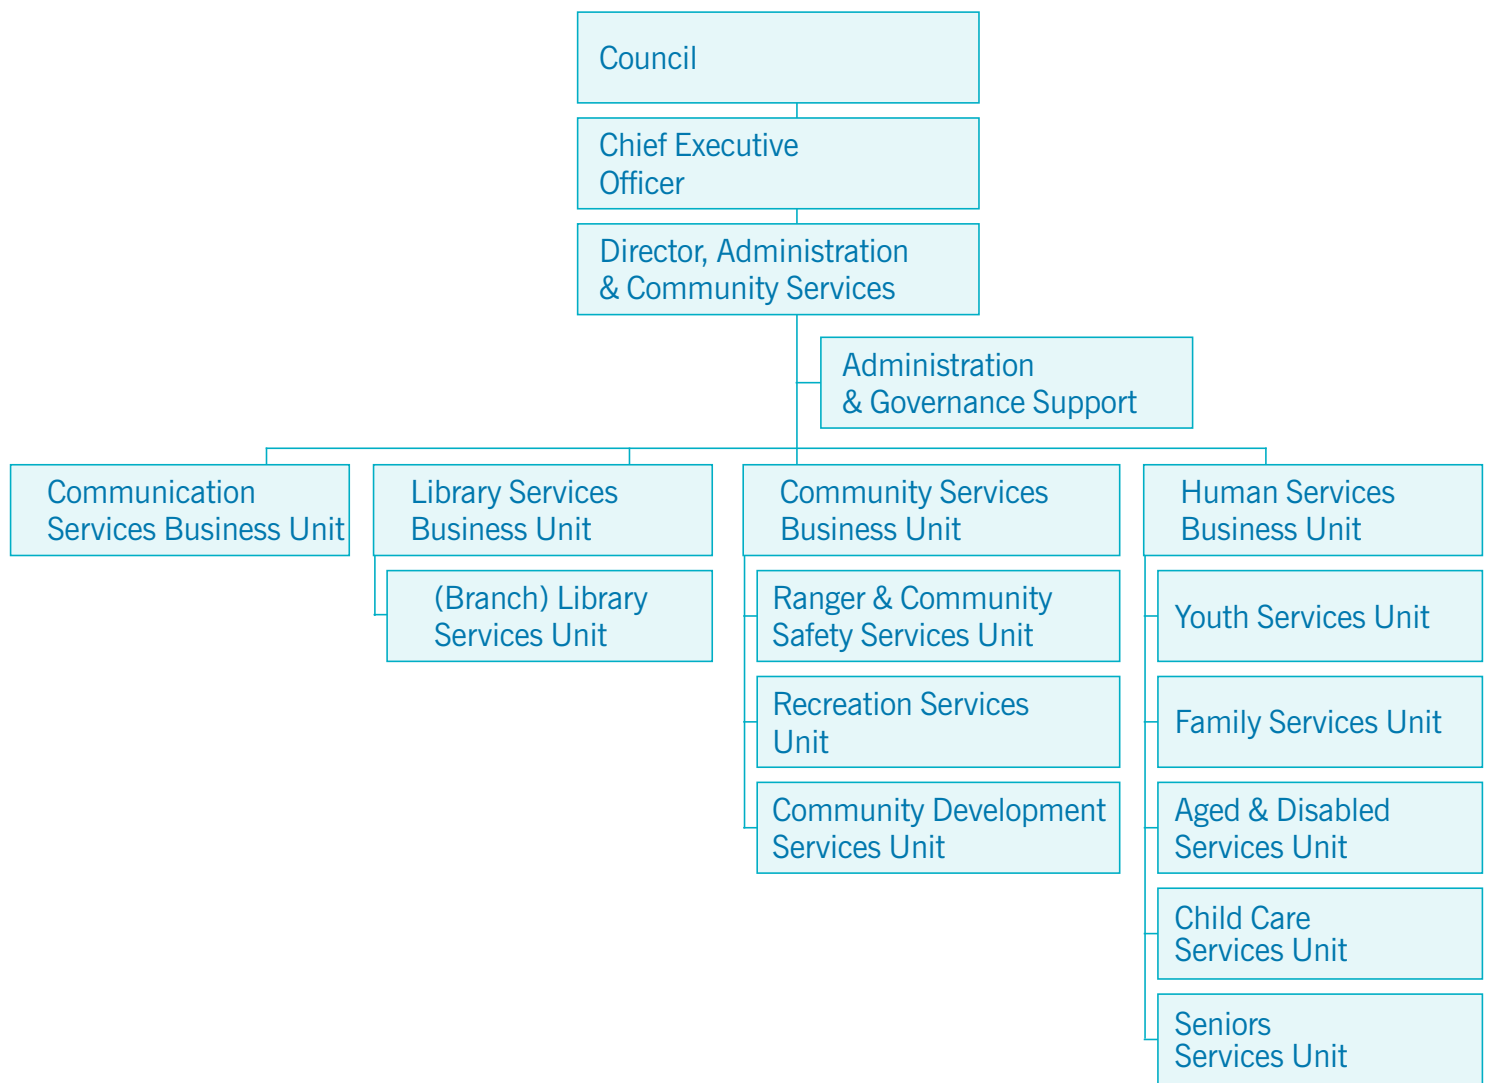 Council
Chief Executive
Officer
Director, Administration
& Community Services
Administration
& Governance Support
Communication
Services Business Unit
Library Services
Business Unit
(Branch) Library
Services Unit
Community Services
Business Unit
Ranger & Community
Safety Services Unit
Recreation Services
Unit
Community Development
Services Unit
Human Services
Business Unit
Youth Services Unit
Family Services Unit
Aged & Disabled
Services Unit
Child Care
Services Unit
Seniors
Services Unit